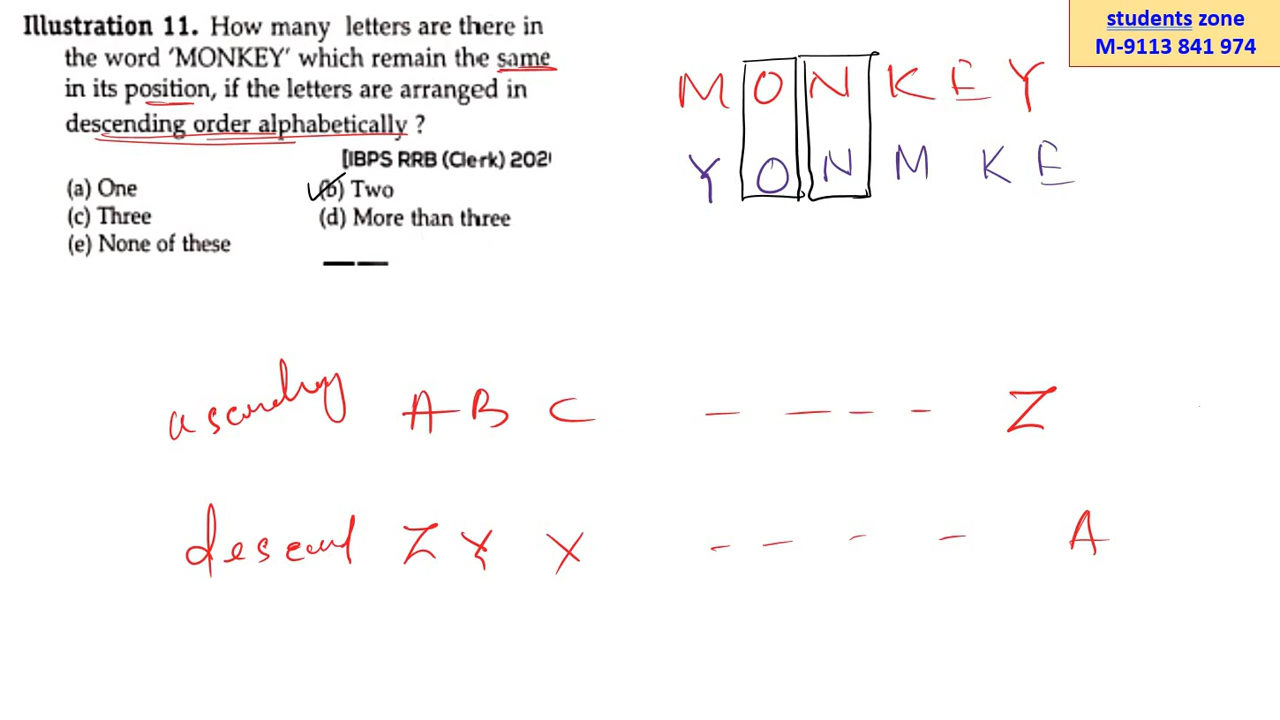 Illustration 11. How many letters are there in
the word 'MONKEY' which remain the same
in its position, if the letters are arranged in
descending order alphabetically ?
[IBPS RRB (Clerk) 202
(a) One
(b) Two
(c) Three
(d) More than three
(e) None of these
students zone
M-9113 841 974
M O N K E Y
Y O N M K E
ascending A B C - - - - Z
descend Z Y X - - - - A